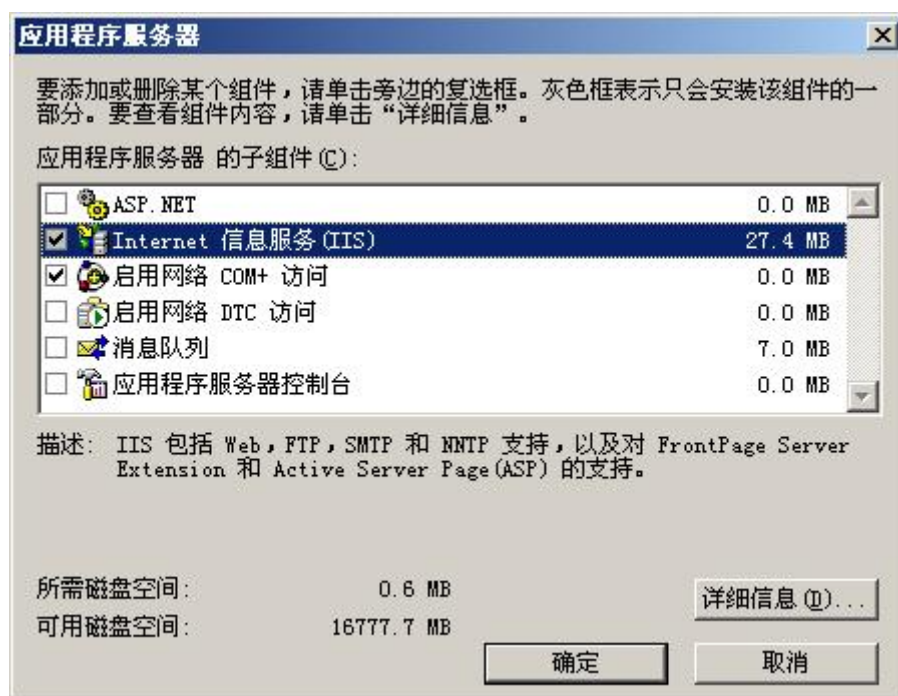 应用程序服务器
要添加或删除某个组件，请单击旁边的复选框。灰色框表示只会安装该组件的一
部分。要查看组件内容，请单击“详细信息”。
应用程序服务器 的子组件(C):
ASP.NET 0.0 MB
Internet 信息服务(IIS) 27.4 MB
启用网络 COM+ 访问 0.0 MB
启用网络 DTC 访问 0.0 MB
消息队列 7.0 MB
应用程序服务器控制台 0.0 MB
描述: IIS 包括 Web，FTP，SMTP 和 NNTP 支持，以及对 FrontPage Server
Extension 和 Active Server Page(ASP) 的支持。
所需磁盘空间: 0.6 MB
详细信息(D)...
可用磁盘空间: 16777.7 MB
确定 取消